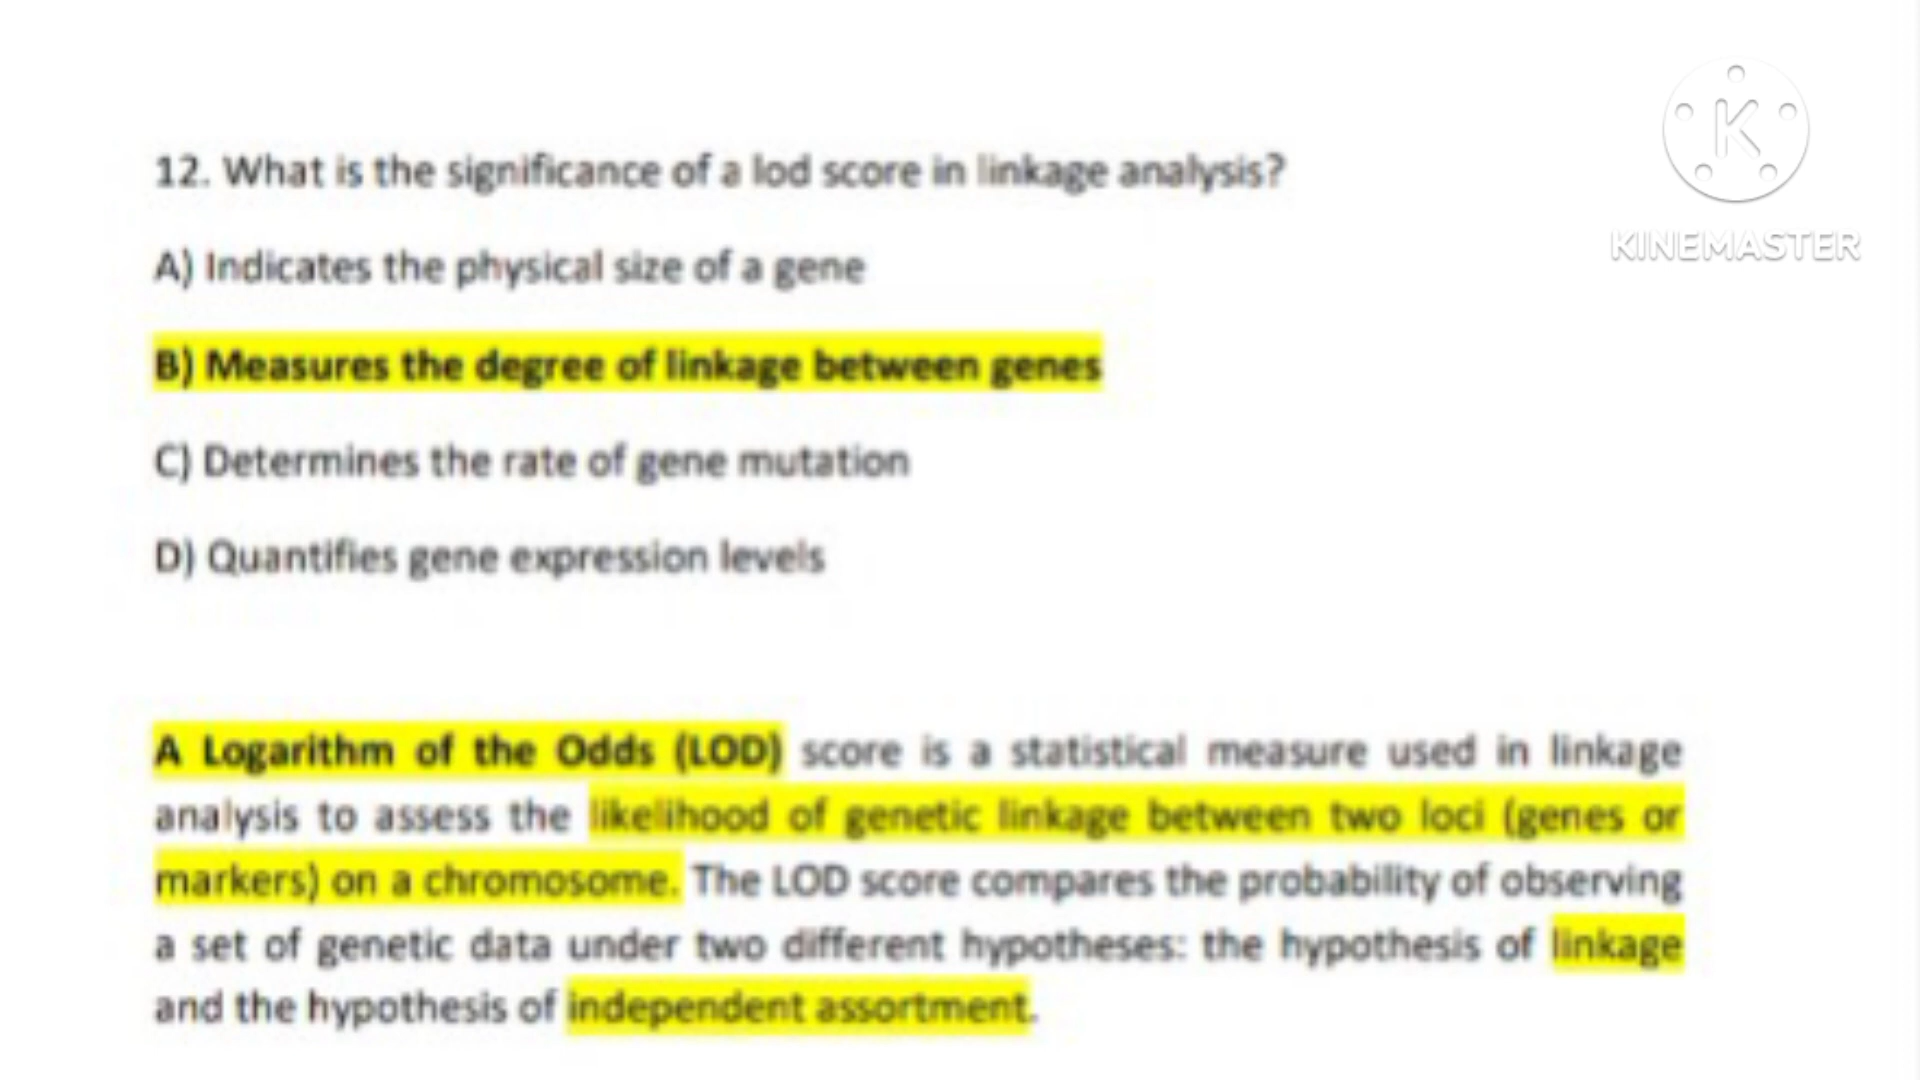 12. What is the significance of a lod score in linkage analysis?
A) Indicates the physical size of a gene
B) Measures the degree of linkage between genes
C) Determines the rate of gene mutation
D) Quantifies gene expression levels
A Logarithm of the Odds (LOD) score is a statistical measure used in linkage
analysis to assess the likelihood of genetic linkage between two loci (genes or
markers) on a chromosome. The LOD score compares the probability of observing
a set of genetic data under two different hypotheses: the hypothesis of linkage
and the hypothesis of independent assortment.
K
KINEMASTER